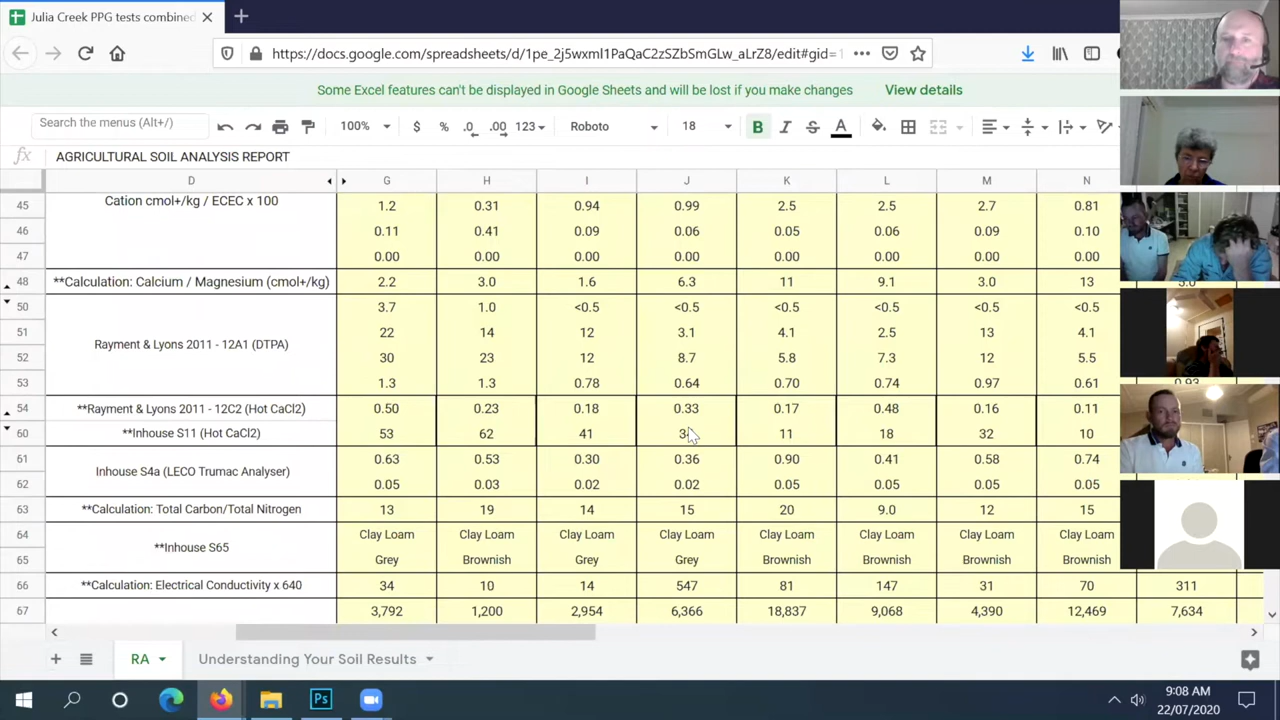 Julia Creek PPG tests combined
https://docs.google.com/spreadsheets/d/1pe_2j5wxml1PaQaC2zSZbSmGLw_aLrZ8/edit#gid=1
Some Excel features can't be displayed in Google Sheets and will be lost if you make changes View details
Search the menus (Alt+/) 100% $ % .0 .00 123 Roboto 18 B I S A
fx AGRICULTURAL SOIL ANALYSIS REPORT
D G H I J K L M N
45 Cation cmol+/kg / ECEC x 100 1.2 0.31 0.94 0.99 2.5 2.5 2.7 0.81
46 0.11 0.41 0.09 0.06 0.05 0.06 0.09 0.10
47 0.00 0.00 0.00 0.00 0.00 0.00 0.00 0.00
48 **Calculation: Calcium / Magnesium (cmol+/kg) 2.2 3.0 1.6 6.3 11 9.1 3.0 13 5.0
50 3.7 1.0 <0.5 <0.5 <0.5 <0.5 <0.5 <0.5
51 22 14 12 3.1 4.1 2.5 13 4.1
Rayment & Lyons 2011 - 12A1 (DTPA)
52 30 23 12 8.7 5.8 7.3 12 5.5
53 1.3 1.3 0.78 0.64 0.70 0.74 0.97 0.61 0.93
54 **Rayment & Lyons 2011 - 12C2 (Hot CaCl2) 0.50 0.23 0.18 0.33 0.17 0.48 0.16 0.11
60 **Inhouse S11 (Hot CaCl2) 53 62 41 11 18 32 10
61 0.63 0.53 0.30 0.36 0.90 0.41 0.58 0.74
Inhouse S4a (LECO Trumac Analyser)
62 0.05 0.03 0.02 0.02 0.05 0.05 0.05 0.05
63 **Calculation: Total Carbon/Total Nitrogen 13 19 14 15 20 9.0 12 15
64 Clay Loam Clay Loam Clay Loam Clay Loam Clay Loam Clay Loam Clay Loam Clay Loam
**Inhouse S65
65 Grey Brownish Grey Grey Brownish Brownish Brownish Brownish
66 **Calculation: Electrical Conductivity x 640 34 10 14 547 81 147 31 70 311
67 3,792 1,200 2,954 6,366 18,837 9,068 4,390 12,469 7,634
RA Understanding Your Soil Results
Ps
9:08 AM
22/07/2020